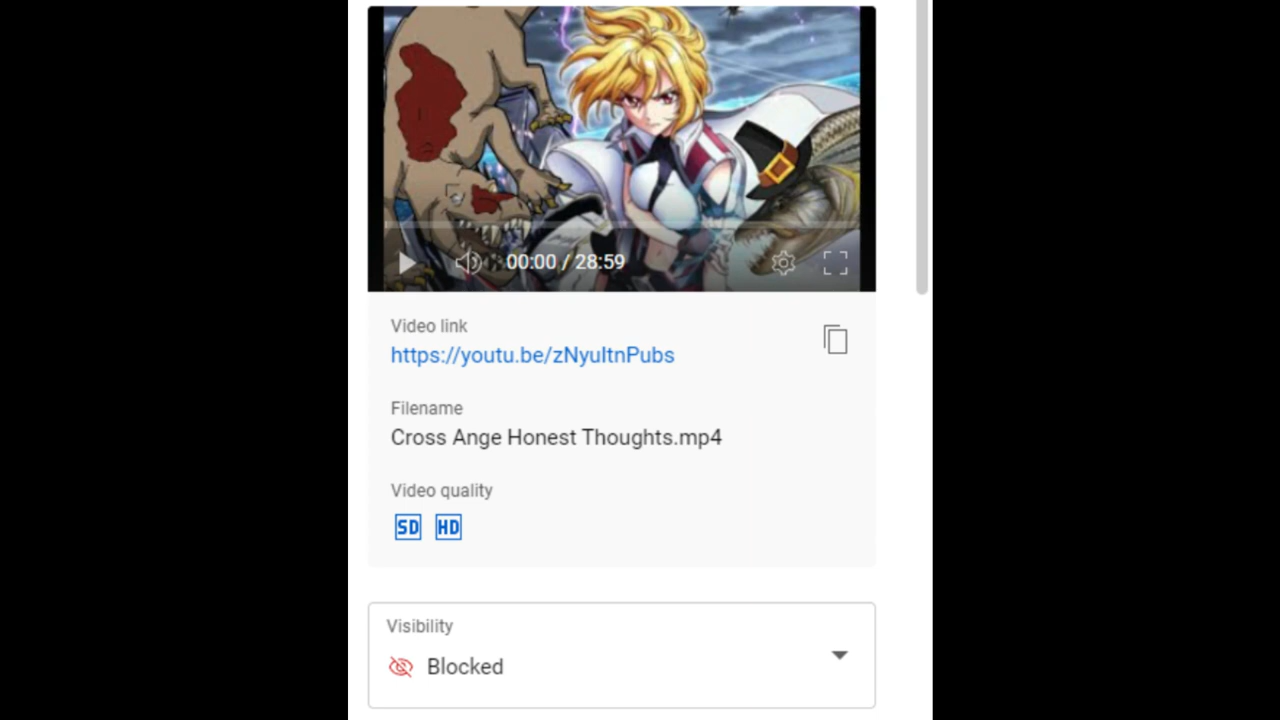 00:00 / 28:59
Video link
https://youtu.be/zNyuItnPubs
Filename
Cross Ange Honest Thoughts.mp4
Video quality
SD HD
Visibility
Blocked